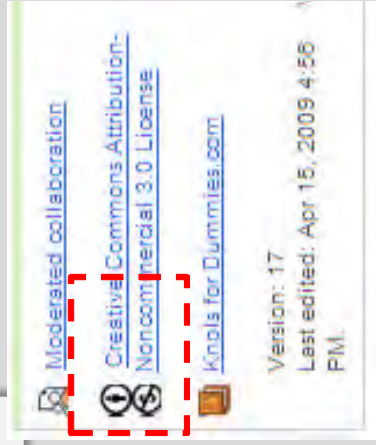 Moderated collaboration
Creative Commons Attribution-
Noncommercial 3.0 License
Knols for Dummies.com
Version: 17
Last edited: Apr 15, 2009 4:56
PM.